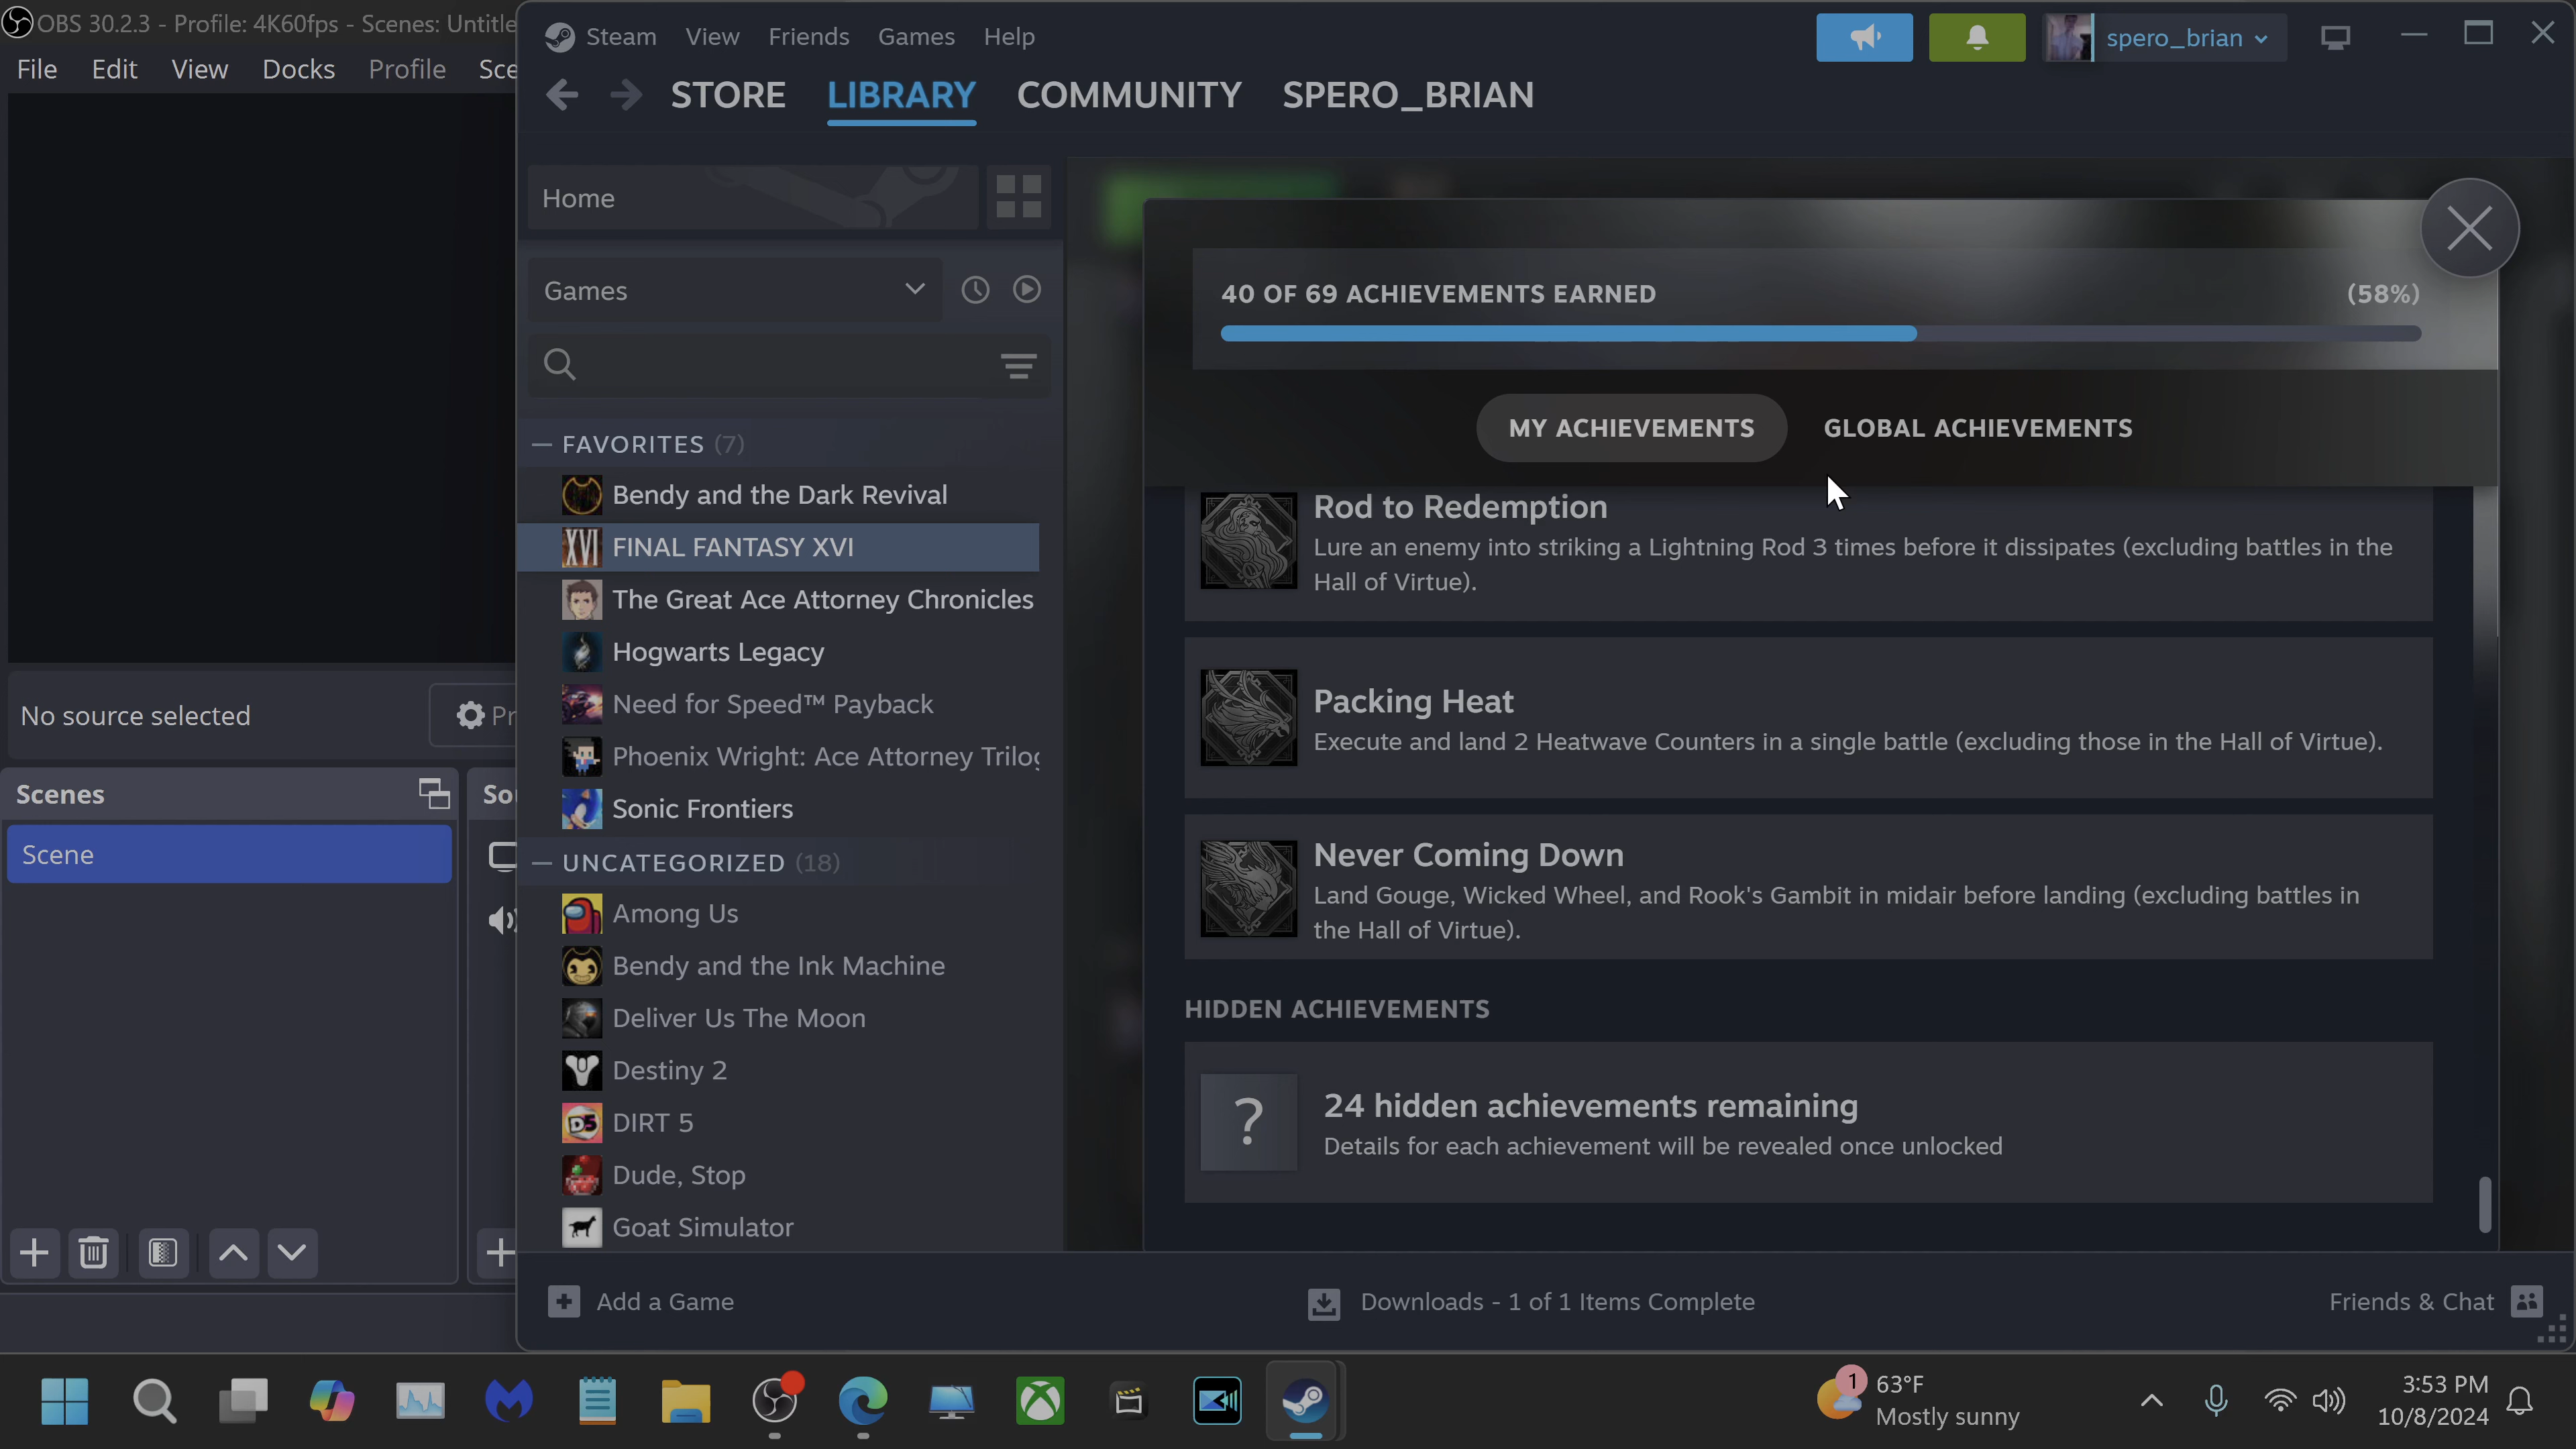 OBS 30.2.3 - Profile: 4K60fps - Scenes: Untitle
File Edit View Docks Profile Sce
Steam View Friends Games Help
spero_brian
STORE LIBRARY COMMUNITY SPERO_BRIAN
Home
Games
40 OF 69 ACHIEVEMENTS EARNED (58%)
MY ACHIEVEMENTS GLOBAL ACHIEVEMENTS
FAVORITES (7)
Bendy and the Dark Revival
XVI FINAL FANTASY XVI
The Great Ace Attorney Chronicles
Hogwarts Legacy
Need for Speed™ Payback
Phoenix Wright: Ace Attorney Trilog
Sonic Frontiers
UNCATEGORIZED (18)
Among Us
Bendy and the Ink Machine
Deliver Us The Moon
Destiny 2
D5 DIRT 5
Dude, Stop
Goat Simulator
Rod to Redemption
Lure an enemy into striking a Lightning Rod 3 times before it dissipates (excluding battles in the
Hall of Virtue).
Packing Heat
Execute and land 2 Heatwave Counters in a single battle (excluding those in the Hall of Virtue).
Never Coming Down
Land Gouge, Wicked Wheel, and Rook's Gambit in midair before landing (excluding battles in
the Hall of Virtue).
HIDDEN ACHIEVEMENTS
? 24 hidden achievements remaining
Details for each achievement will be revealed once unlocked
No source selected Pr
Scenes Sou
Scene
Add a Game Downloads - 1 of 1 Items Complete Friends & Chat
1 63°F
Mostly sunny
3:53 PM
10/8/2024